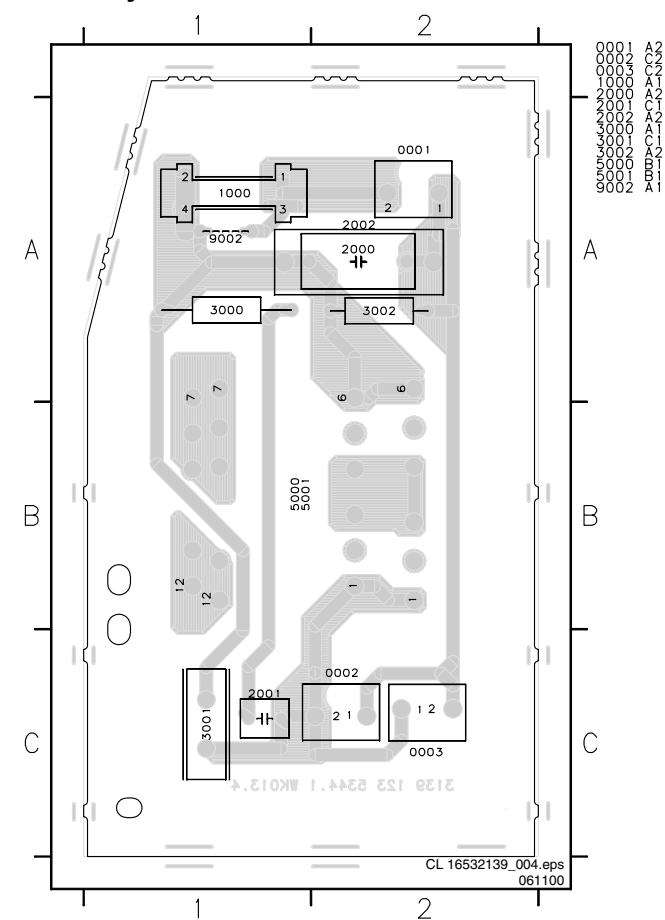 1 2
0001 A2
0002 C2
0003 C2
1000 A1
2000 A2
2001 C1
2002 A2
3000 A1
3001 C1
3002 A2
5000 B1
5001 B1
9002 A1
0001
2 1
1000
4 3
2 1
2002
9002
2000
A A
3000
3002
7 7
6 6
5000
5001
B B
12 12
1 1
0002
2001
3001
2 1
1 2
C C
0003
3139 123 5344.1 WK013.4
CL 16532139_004.eps
061100
1 2